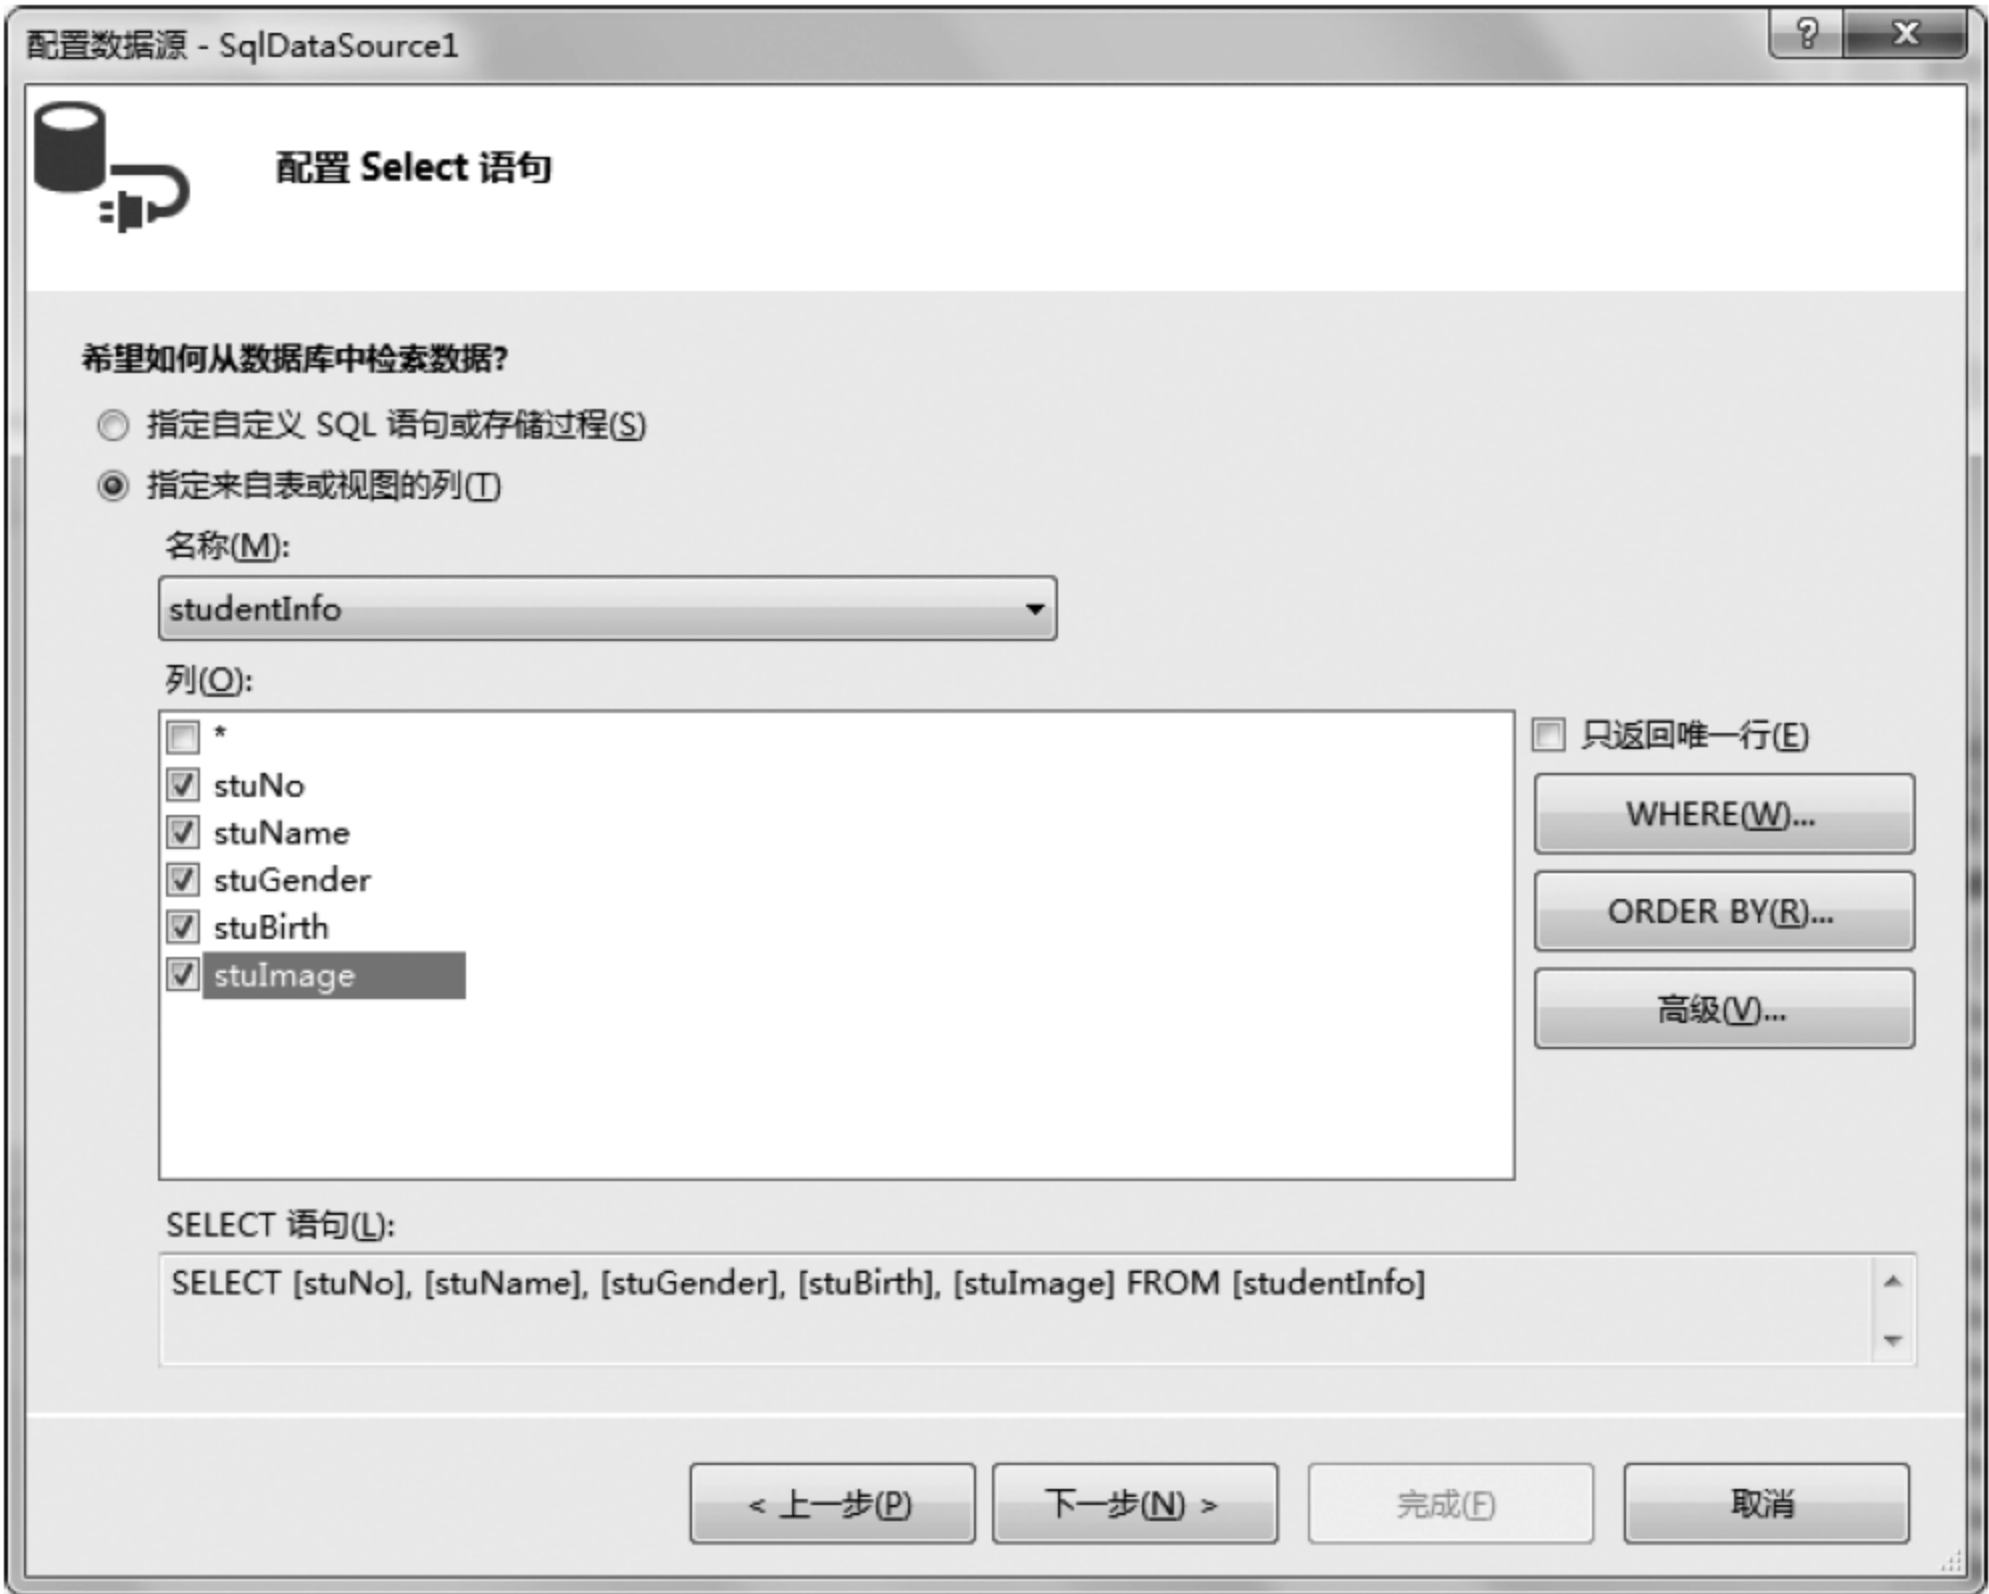 配置数据源 - SqlDataSource1
?
X
配置 Select 语句
希望如何从数据库中检索数据?
指定自定义 SQL 语句或存储过程(S)
指定来自表或视图的列(T)
名称(M):
studentInfo
列(O):
*
只返回唯一行(E)
stuNo
WHERE(W)...
stuName
stuGender
ORDER BY(R)...
stuBirth
stuImage
高级(V)...
SELECT 语句(L):
SELECT [stuNo], [stuName], [stuGender], [stuBirth], [stuImage] FROM [studentInfo]
< 上一步(P)
下一步(N) >
完成(F)
取消